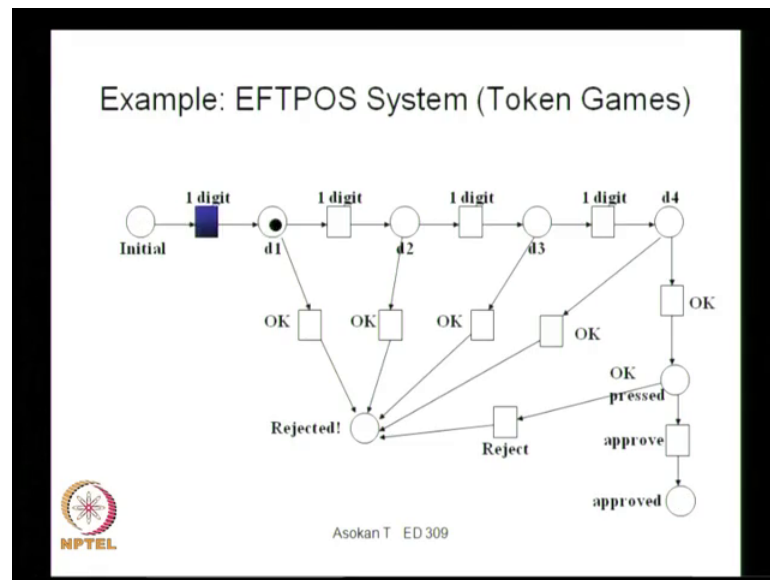 Example: EFTPOS System (Token Games)
1 digit 1 digit 1 digit 1 digit d4
Initial d1 d2 d3
OK
OK OK OK OK
OK
pressed
Rejected!
Reject
approve
approved
NPTEL
Asokan T ED 309